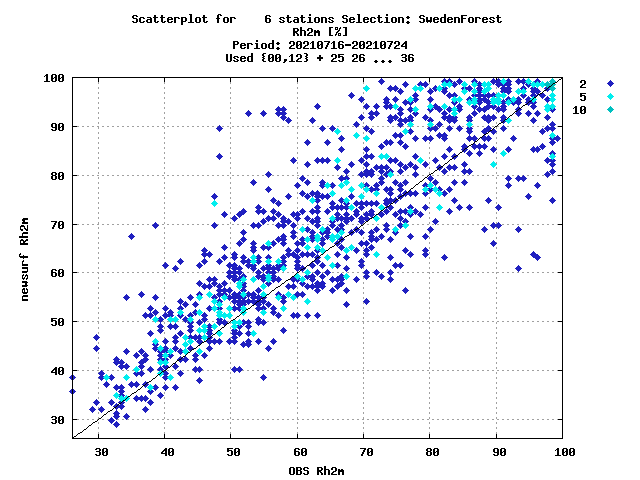 Scatterplot for    6 stations Selection: SwedenForest
Rh2m [%]
Period: 20210716-20210724
Used {00,12} + 25 26 ... 36
100
90
80
70
60
50
40
30
newsurf Rh2m
30 40 50 60 70 80 90 100
OBS Rh2m
2
5
10